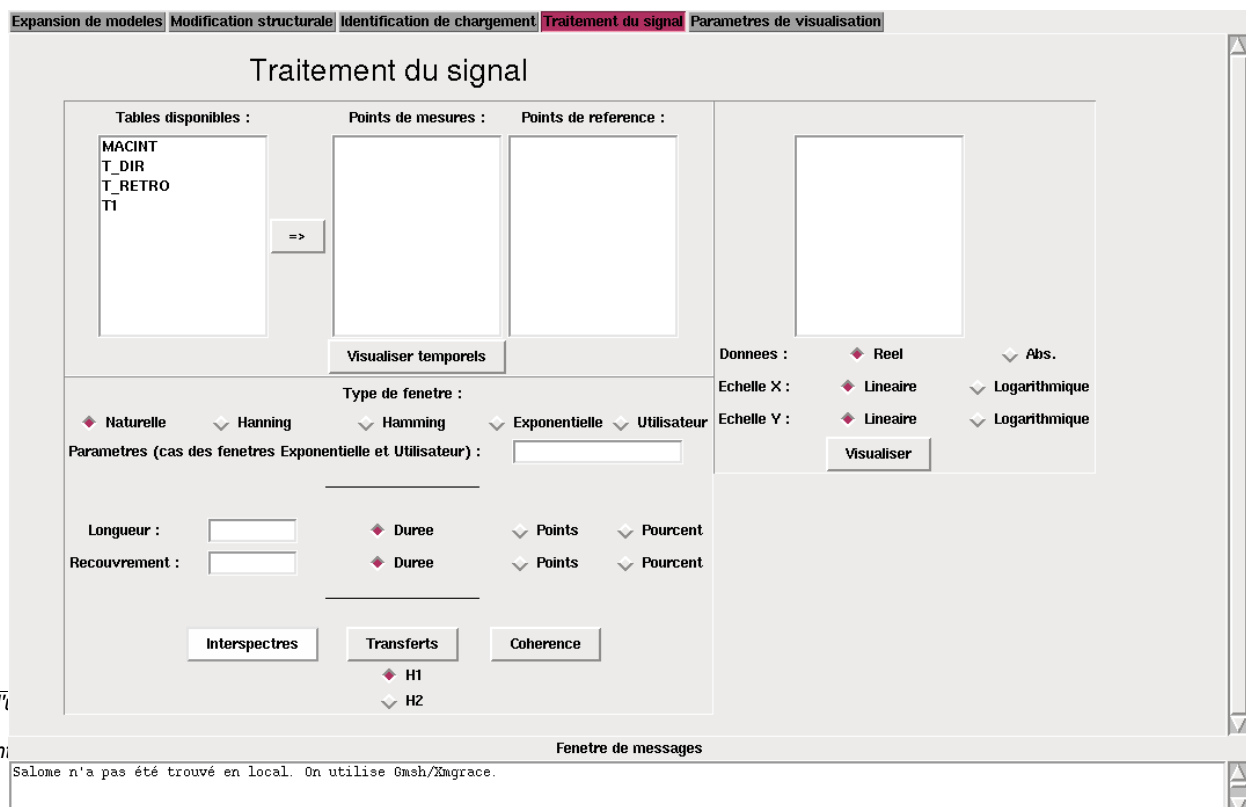 Expansion de modeles Modification structurale Identification de chargement Traitement du signal Parametres de visualisation
Traitement du signal
Tables disponibles :
MACINT
T_DIR
T_RETRO
T1
=>
Points de mesures :
Points de reference :
Visualiser temporels
Donnees : Reel Abs.
Echelle X : Lineaire Logarithmique
Echelle Y : Lineaire Logarithmique
Visualiser
Type de fenetre :
Naturelle Hanning Hamming Exponentielle Utilisateur
Parametres (cas des fenetres Exponentielle et Utilisateur) :
Longueur : Duree Points Pourcent
Recouvrement : Duree Points Pourcent
Interspectres Transferts Coherence
H1
H2
Fenetre de messages
Salome n'a pas été trouvé en local. On utilise Gmsh/Xmgrace.